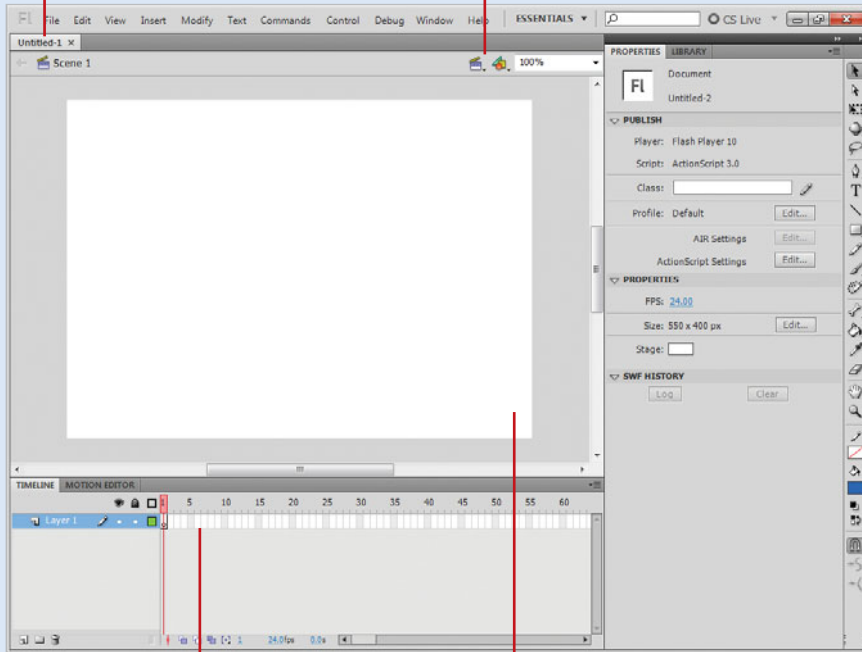 Fl File Edit View Insert Modify Text Commands Control Debug Window Help ESSENTIALS CS Live
Untitled-1 ×
Scene 1 100%
PROPERTIES LIBRARY
Fl
Document
Untitled-2
PUBLISH
Player: Flash Player 10
Script: ActionScript 3.0
Class:
Profile: Default Edit...
AIR Settings Edit...
ActionScript Settings Edit...
PROPERTIES
FPS: 24.00
Size: 550 x 400 px Edit...
Stage:
SWF HISTORY
Log Clear
T
TIMELINE MOTION EDITOR
1 5 10 15 20 25 30 35 40 45 50 55 60
Layer 1
1 24.0fps 0.0s